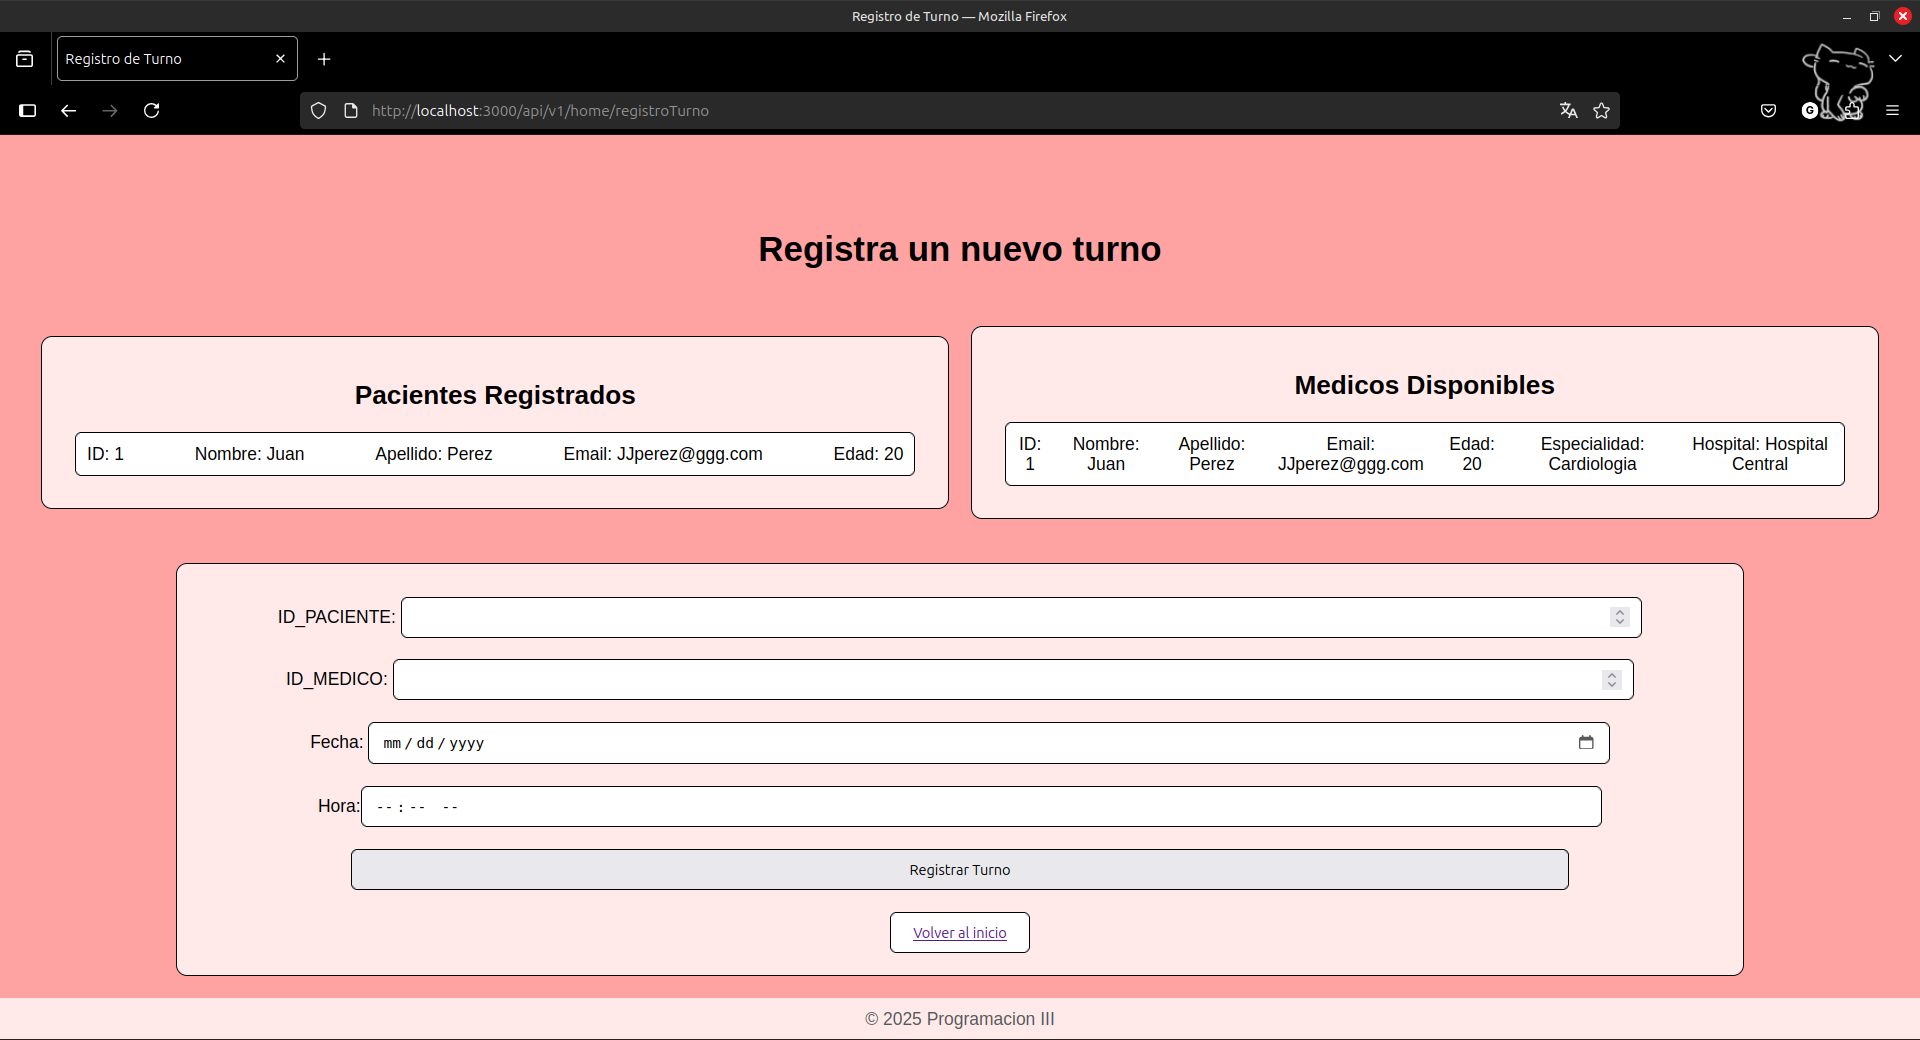 Registro de Turno — Mozilla Firefox
Registro de Turno
http://localhost:3000/api/v1/home/registroTurno
G
Registra un nuevo turno
Pacientes Registrados
ID: 1 Nombre: Juan Apellido: Perez Email: JJperez@ggg.com Edad: 20
Medicos Disponibles
ID: Nombre: Apellido: Email: Edad: Especialidad: Hospital: Hospital
1 Juan Perez JJperez@ggg.com 20 Cardiologia Central
ID_PACIENTE:
ID_MEDICO:
Fecha: mm/dd/yyyy
Hora: --:-- --
Registrar Turno
Volver al inicio
© 2025 Programacion III